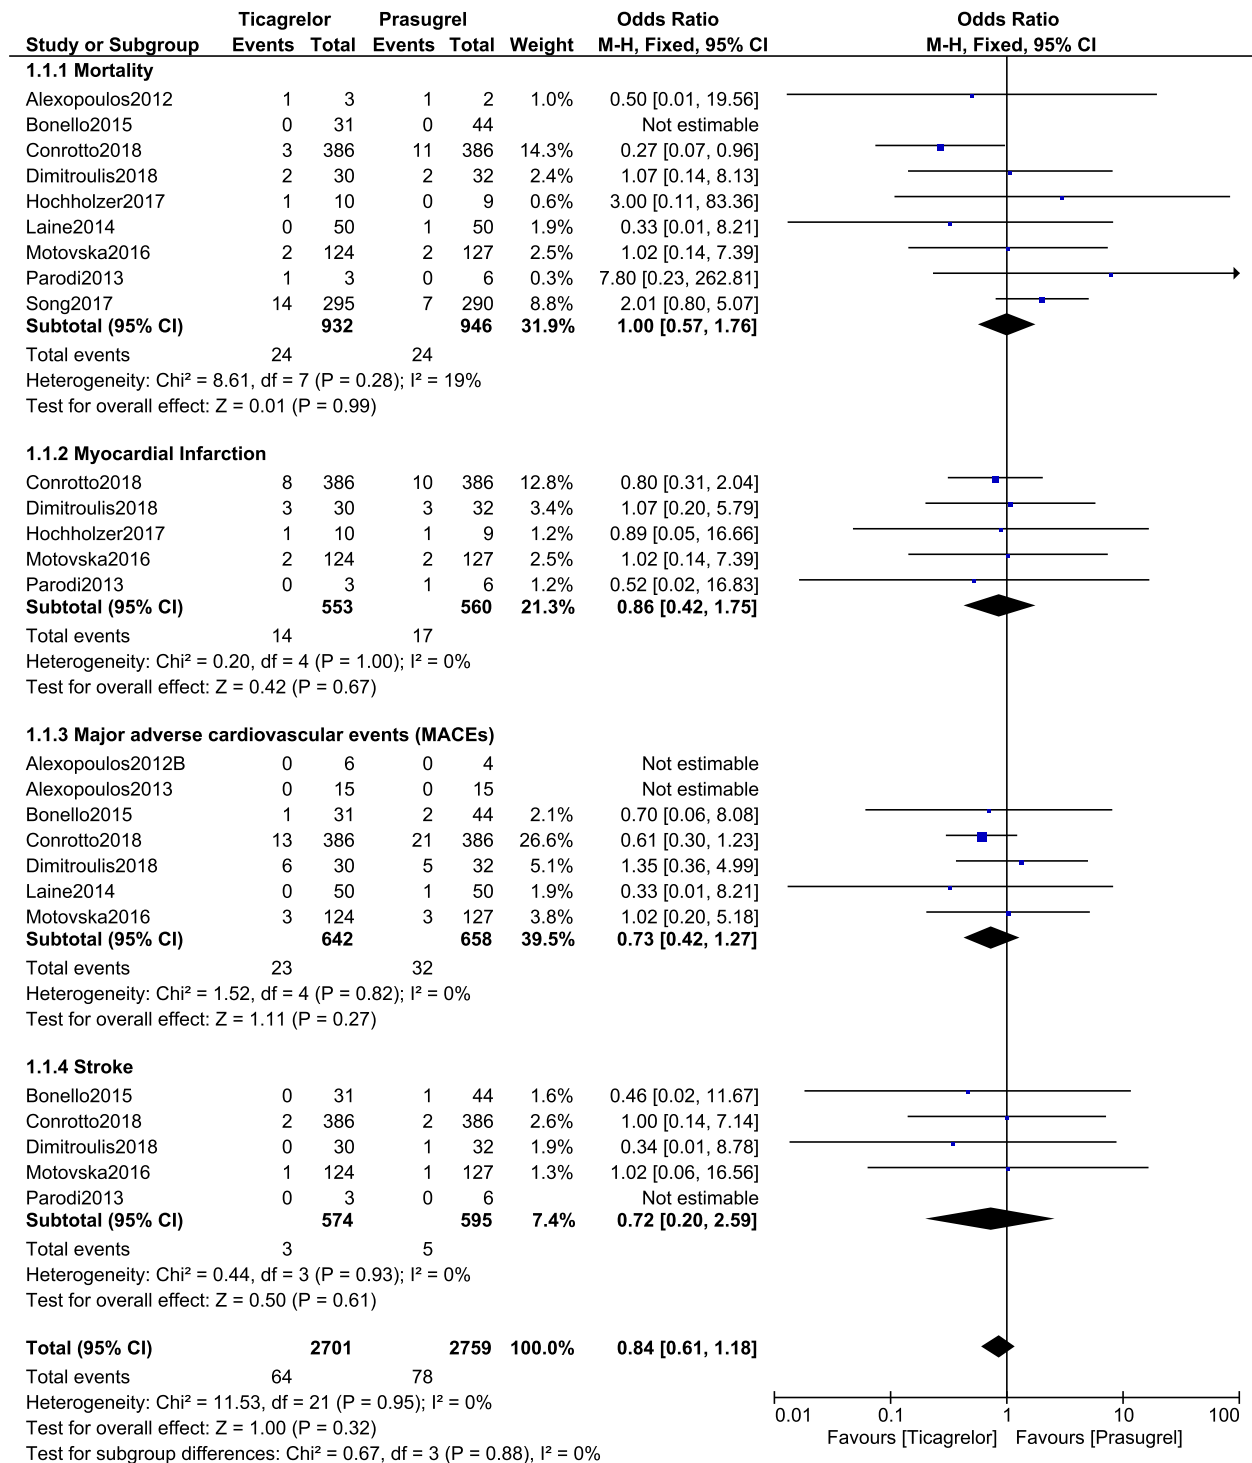 Ticagrelor Prasugrel Odds Ratio Odds Ratio
Study or Subgroup Events Total Events Total Weight M-H, Fixed, 95% CI M-H, Fixed, 95% CI
1.1.1 Mortality
Alexopoulos2012 1 3 1 2 1.0% 0.50 [0.01, 19.56]
Bonello2015 0 31 0 44 Not estimable
Conrotto2018 3 386 11 386 14.3% 0.27 [0.07, 0.96]
Dimitroulis2018 2 30 2 32 2.4% 1.07 [0.14, 8.13]
Hochholzer2017 1 10 0 9 0.6% 3.00 [0.11, 83.36]
Laine2014 0 50 1 50 1.9% 0.33 [0.01, 8.21]
Motovska2016 2 124 2 127 2.5% 1.02 [0.14, 7.39]
Parodi2013 1 3 0 6 0.3% 7.80 [0.23, 262.81]
Song2017 14 295 7 290 8.8% 2.01 [0.80, 5.07]
Subtotal (95% CI) 932 946 31.9% 1.00 [0.57, 1.76]
Total events 24 24
Heterogeneity: Chi² = 8.61, df = 7 (P = 0.28); I² = 19%
Test for overall effect: Z = 0.01 (P = 0.99)
1.1.2 Myocardial Infarction
Conrotto2018 8 386 10 386 12.8% 0.80 [0.31, 2.04]
Dimitroulis2018 3 30 3 32 3.4% 1.07 [0.20, 5.79]
Hochholzer2017 1 10 1 9 1.2% 0.89 [0.05, 16.66]
Motovska2016 2 124 2 127 2.5% 1.02 [0.14, 7.39]
Parodi2013 0 3 1 6 1.2% 0.52 [0.02, 16.83]
Subtotal (95% CI) 553 560 21.3% 0.86 [0.42, 1.75]
Total events 14 17
Heterogeneity: Chi² = 0.20, df = 4 (P = 1.00); I² = 0%
Test for overall effect: Z = 0.42 (P = 0.67)
1.1.3 Major adverse cardiovascular events (MACEs)
Alexopoulos2012B 0 6 0 4 Not estimable
Alexopoulos2013 0 15 0 15 Not estimable
Bonello2015 1 31 2 44 2.1% 0.70 [0.06, 8.08]
Conrotto2018 13 386 21 386 26.6% 0.61 [0.30, 1.23]
Dimitroulis2018 6 30 5 32 5.1% 1.35 [0.36, 4.99]
Laine2014 0 50 1 50 1.9% 0.33 [0.01, 8.21]
Motovska2016 3 124 3 127 3.8% 1.02 [0.20, 5.18]
Subtotal (95% CI) 642 658 39.5% 0.73 [0.42, 1.27]
Total events 23 32
Heterogeneity: Chi² = 1.52, df = 4 (P = 0.82); I² = 0%
Test for overall effect: Z = 1.11 (P = 0.27)
1.1.4 Stroke
Bonello2015 0 31 1 44 1.6% 0.46 [0.02, 11.67]
Conrotto2018 2 386 2 386 2.6% 1.00 [0.14, 7.14]
Dimitroulis2018 0 30 1 32 1.9% 0.34 [0.01, 8.78]
Motovska2016 1 124 1 127 1.3% 1.02 [0.06, 16.56]
Parodi2013 0 3 0 6 Not estimable
Subtotal (95% CI) 574 595 7.4% 0.72 [0.20, 2.59]
Total events 3 5
Heterogeneity: Chi² = 0.44, df = 3 (P = 0.93); I² = 0%
Test for overall effect: Z = 0.50 (P = 0.61)
Total (95% CI) 2701 2759 100.0% 0.84 [0.61, 1.18]
Total events 64 78
Heterogeneity: Chi² = 11.53, df = 21 (P = 0.95); I² = 0%
Test for overall effect: Z = 1.00 (P = 0.32)
Test for subgroup differences: Chi² = 0.67, df = 3 (P = 0.88), I² = 0%
0.01 0.1 1 10 100
Favours [Ticagrelor] Favours [Prasugrel]